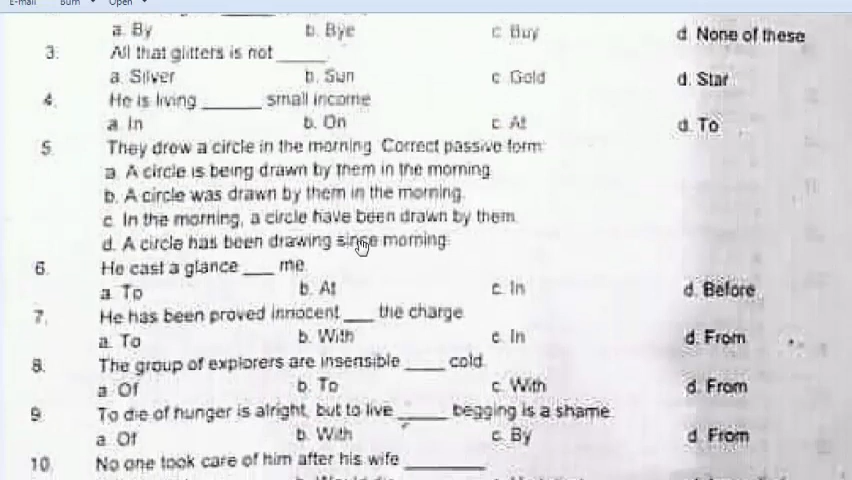 E-mail Burn Open
a. By b. Bye c. Buy d. None of these
3. All that glitters is not _____
a. Silver b. Sun c. Gold d. Star
4. He is living ______ small income
a. In b. On c. At d. To
5. They drew a circle in the morning. Correct passive form:
a. A circle is being drawn by them in the morning
b. A circle was drawn by them in the morning.
c. In the morning, a circle have been drawn by them.
d. A circle has been drawing since morning.
6. He cast a glance ___ me.
a. To b. At c. In d. Before
7. He has been proved innocent ___ the charge
a. To b. With c. In d. From
8. The group of explorers are insensible ____ cold.
a. Of b. To c. With d. From
9. To die of hunger is alright, but to live _____ begging is a shame.
a. Of b. With c. By d. From
10. No one took care of him after his wife ________